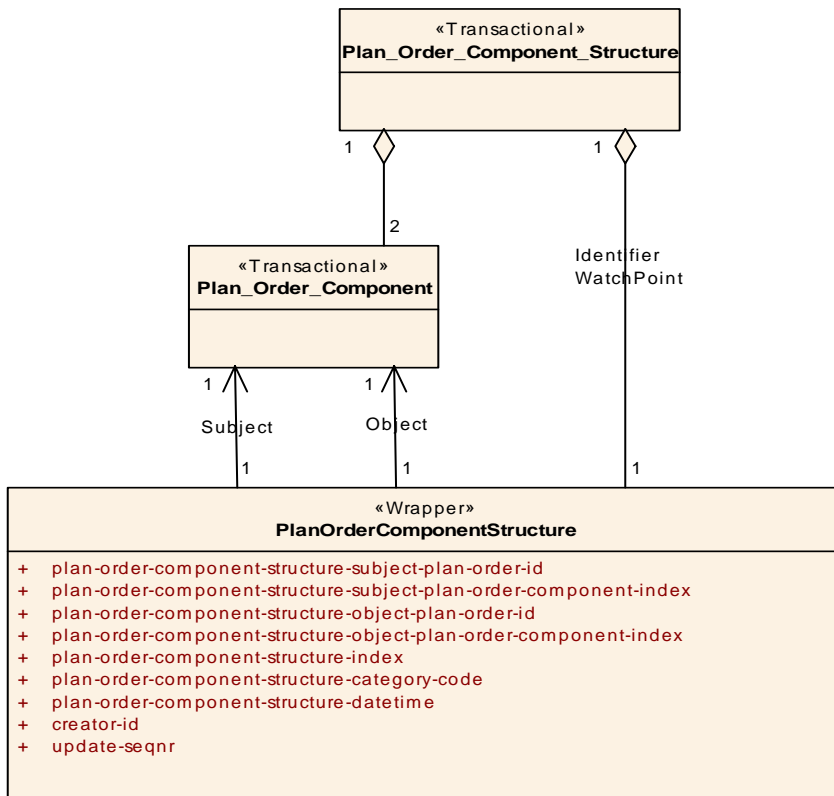 «Transactional»
Plan_Order_Component_Structure
1
1
2
«Transactional»
Plan_Order_Component
Identifier
WatchPoint
1
1
Subject
Object
1
1
1
«Wrapper»
PlanOrderComponentStructure
+ plan-order-component-structure-subject-plan-order-id
+ plan-order-component-structure-subject-plan-order-component-index
+ plan-order-component-structure-object-plan-order-id
+ plan-order-component-structure-object-plan-order-component-index
+ plan-order-component-structure-index
+ plan-order-component-structure-category-code
+ plan-order-component-structure-datetime
+ creator-id
+ update-seqnr